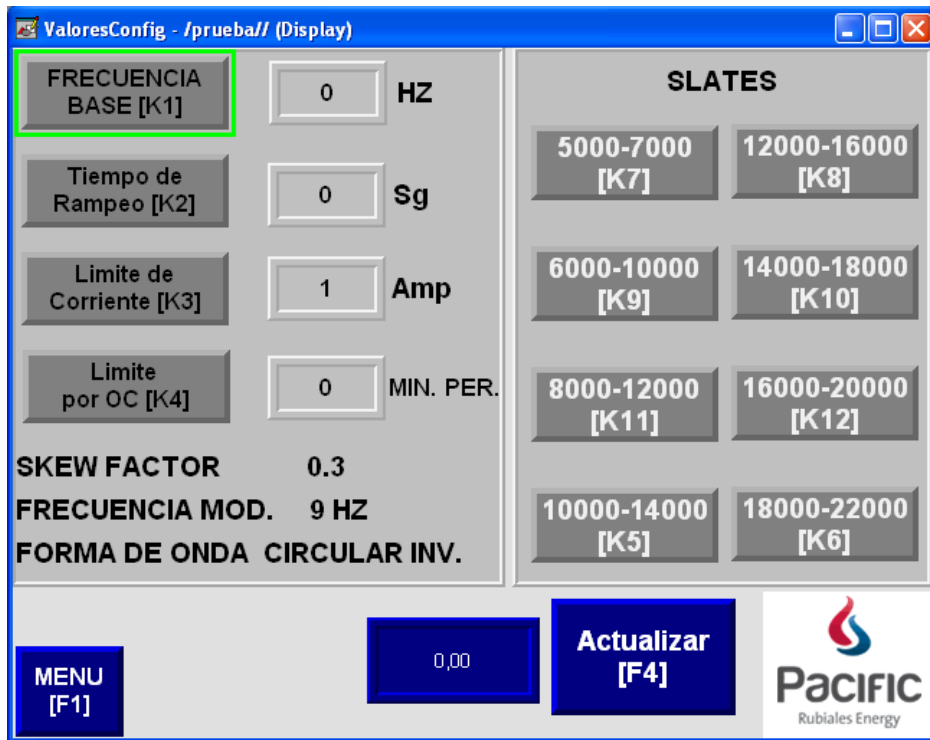 ValoresConfig - /prueba// (Display)
FRECUENCIA
BASE [K1]
0
HZ
Tiempo de
Rampeo [K2]
0
Sg
Limite de
Corriente [K3]
1
Amp
Limite
por OC [K4]
0
MIN. PER.
SKEW FACTOR 0.3
FRECUENCIA MOD. 9 HZ
FORMA DE ONDA CIRCULAR INV.
SLATES
5000-7000
[K7]
12000-16000
[K8]
6000-10000
[K9]
14000-18000
[K10]
8000-12000
[K11]
16000-20000
[K12]
10000-14000
[K5]
18000-22000
[K6]
MENU
[F1]
0,00
Actualizar
[F4]
Pacific
Rubiales Energy